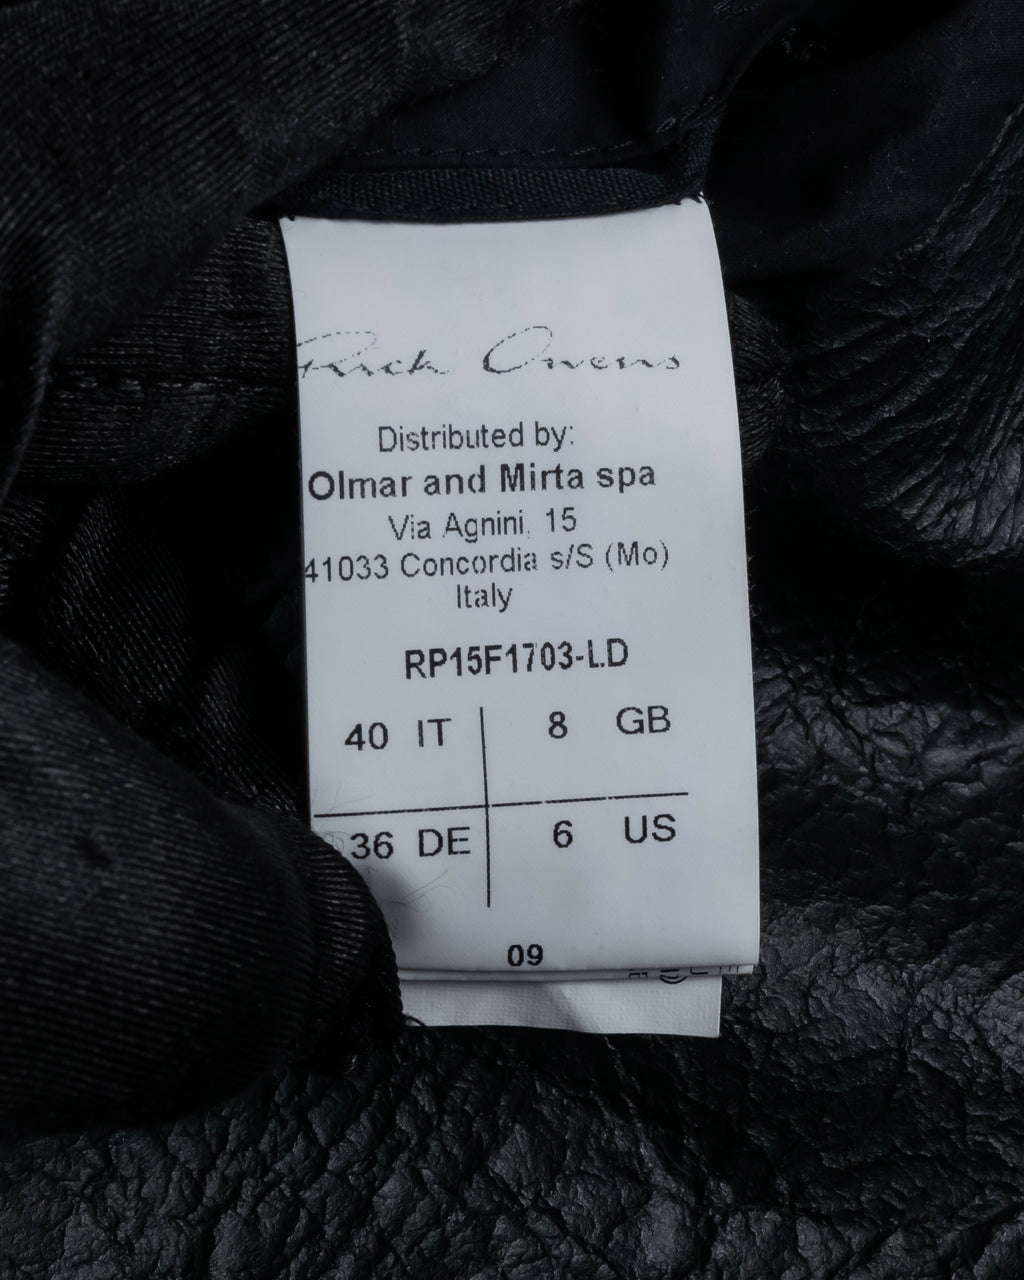 Rick Owens
Distributed by:
Olmar and Mirta spa
Via Agnini, 15
41033 Concordia s/S (Mo)
Italy
RP15F1703-LD
40 IT 8 GB
36 DE 6 US
09